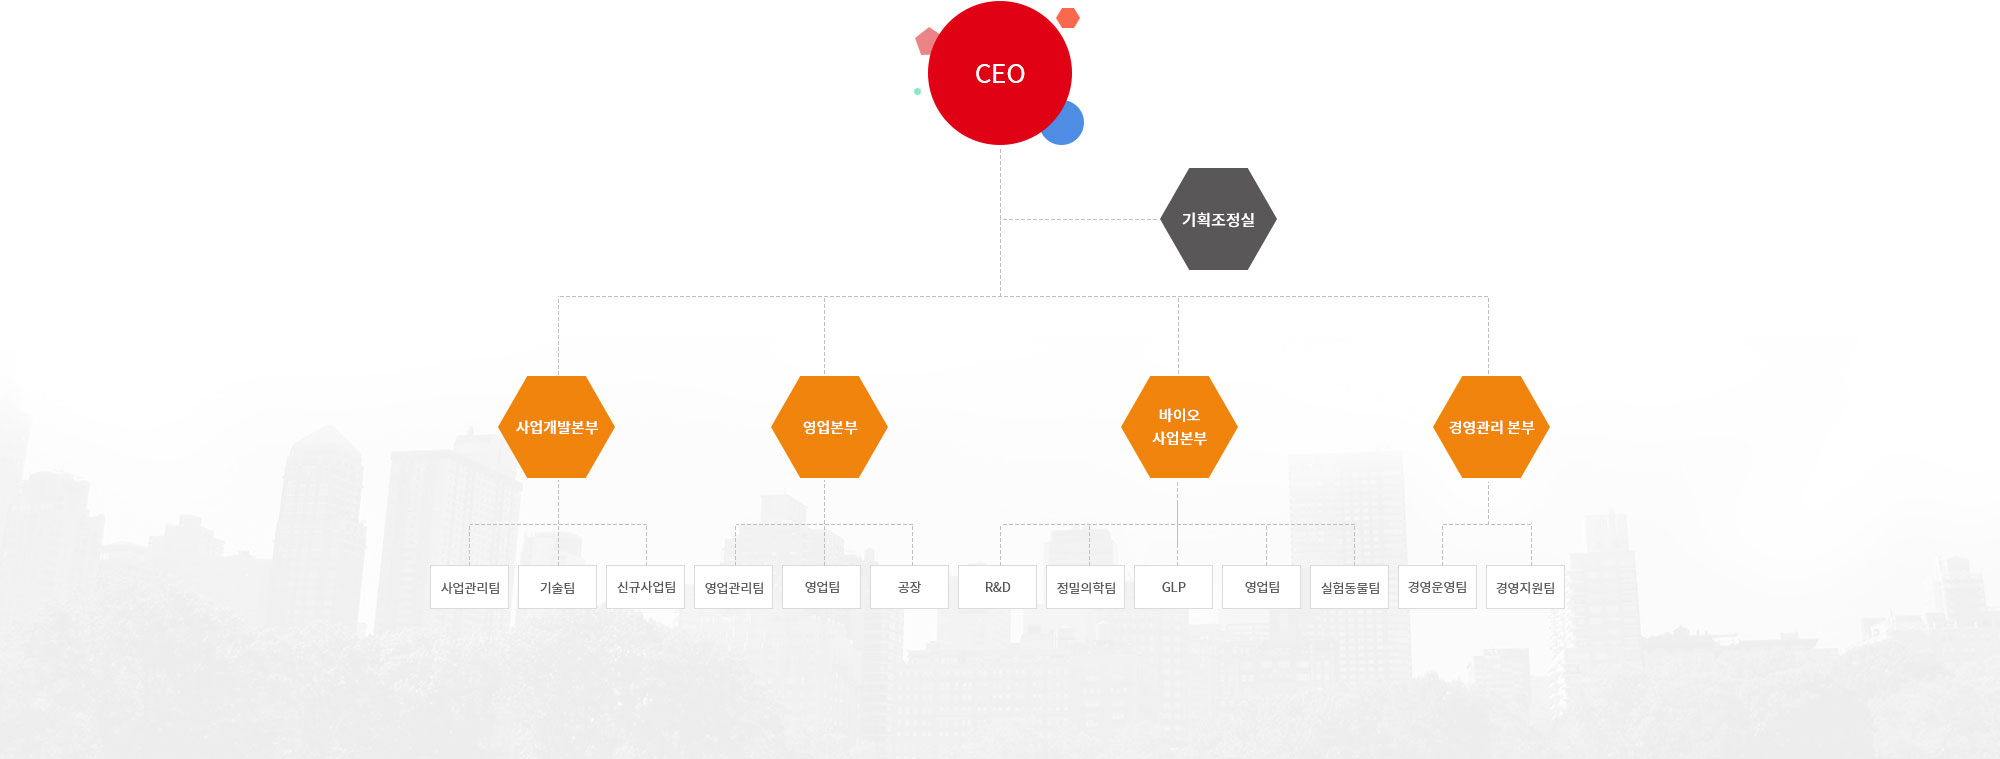 CEO
기획조정실
사업개발본부
영업본부
바이오
사업본부
경영관리 본부
사업관리팀
기술팀
신규사업팀
영업관리팀
영업팀
공장
R&D
정밀의학팀
GLP
영업팀
실험동물팀
경영운영팀
경영지원팀